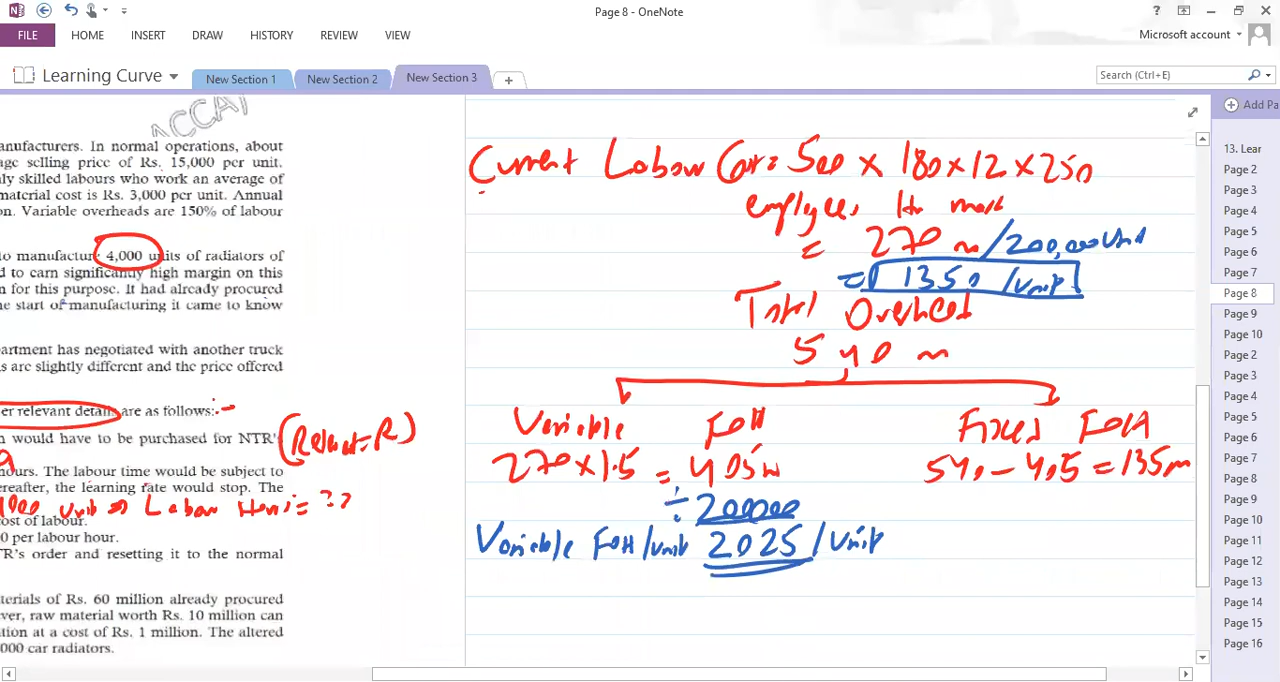 Page 8 - OneNote
?
FILE HOME INSERT DRAW HISTORY REVIEW VIEW
Microsoft account
Learning Curve New Section 1 New Section 2 New Section 3 +
Search (Ctrl+E)
ACCA
anufacturers. In normal operations, about
age selling price of Rs. 15,000 per unit.
ly skilled labours who work an average of
material cost is Rs. 3,000 per unit. Annual
on. Variable overheads are 150% of labour
to manufactur 4,000 units of radiators of
d to earn significantly high margin on this
n for this purpose. It had already procured
e start of manufacturing it came to know
artment has negotiated with another truck
s are slightly different and the price offered
er relevant details are as follows:-
(Relevant-R)
n would have to be purchased for NTR's
ours. The labour time would be subject to
ereafter, the learning rate would stop. The
unit ⇒ Labour Hours = ??
cost of labour.
0 per labour hour.
TR's order and resetting it to the normal
terials of Rs. 60 million already procured
ver, raw material worth Rs. 10 million can
tion at a cost of Rs. 1 million. The altered
000 car radiators.
Current Labour Cost = 500 × 180 × 12 × 250
employees Hr month
= 270 m /200,000 Unit
= 1350 /unit
Total Overhead
540 m
Variable FOH Fixed FOH
270 × 1.5 = 405m 540 - 405 = 135m
÷ 200000
Variable FOH/unit 2025 /Unit
Add Pa
13. Lear
Page 2
Page 3
Page 4
Page 5
Page 6
Page 7
Page 8
Page 9
Page 10
Page 2
Page 3
Page 4
Page 5
Page 6
Page 7
Page 8
Page 9
Page 10
Page 11
Page 12
Page 13
Page 14
Page 15
Page 16